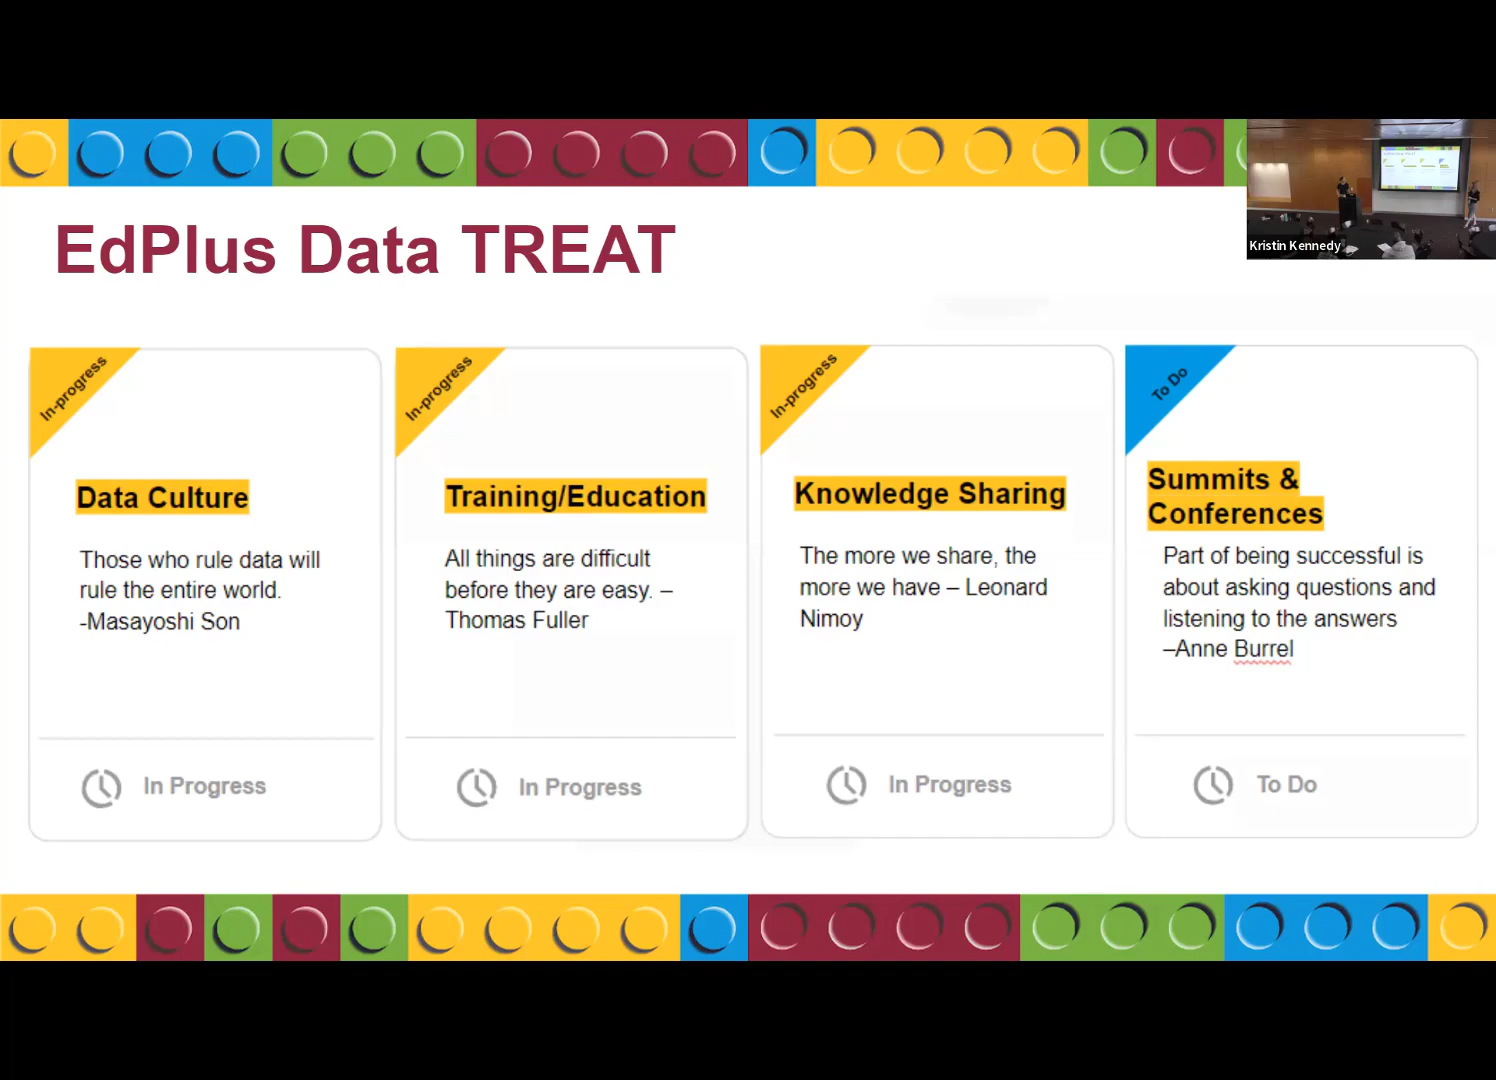 EdPlus Data TREAT
Kristin Kennedy
In-progress
Data Culture
Those who rule data will
rule the entire world.
-Masayoshi Son
In Progress
In-progress
Training/Education
All things are difficult
before they are easy. –
Thomas Fuller
In Progress
In-progress
Knowledge Sharing
The more we share, the
more we have – Leonard
Nimoy
In Progress
To Do
Summits &
Conferences
Part of being successful is
about asking questions and
listening to the answers
–Anne Burrel
To Do